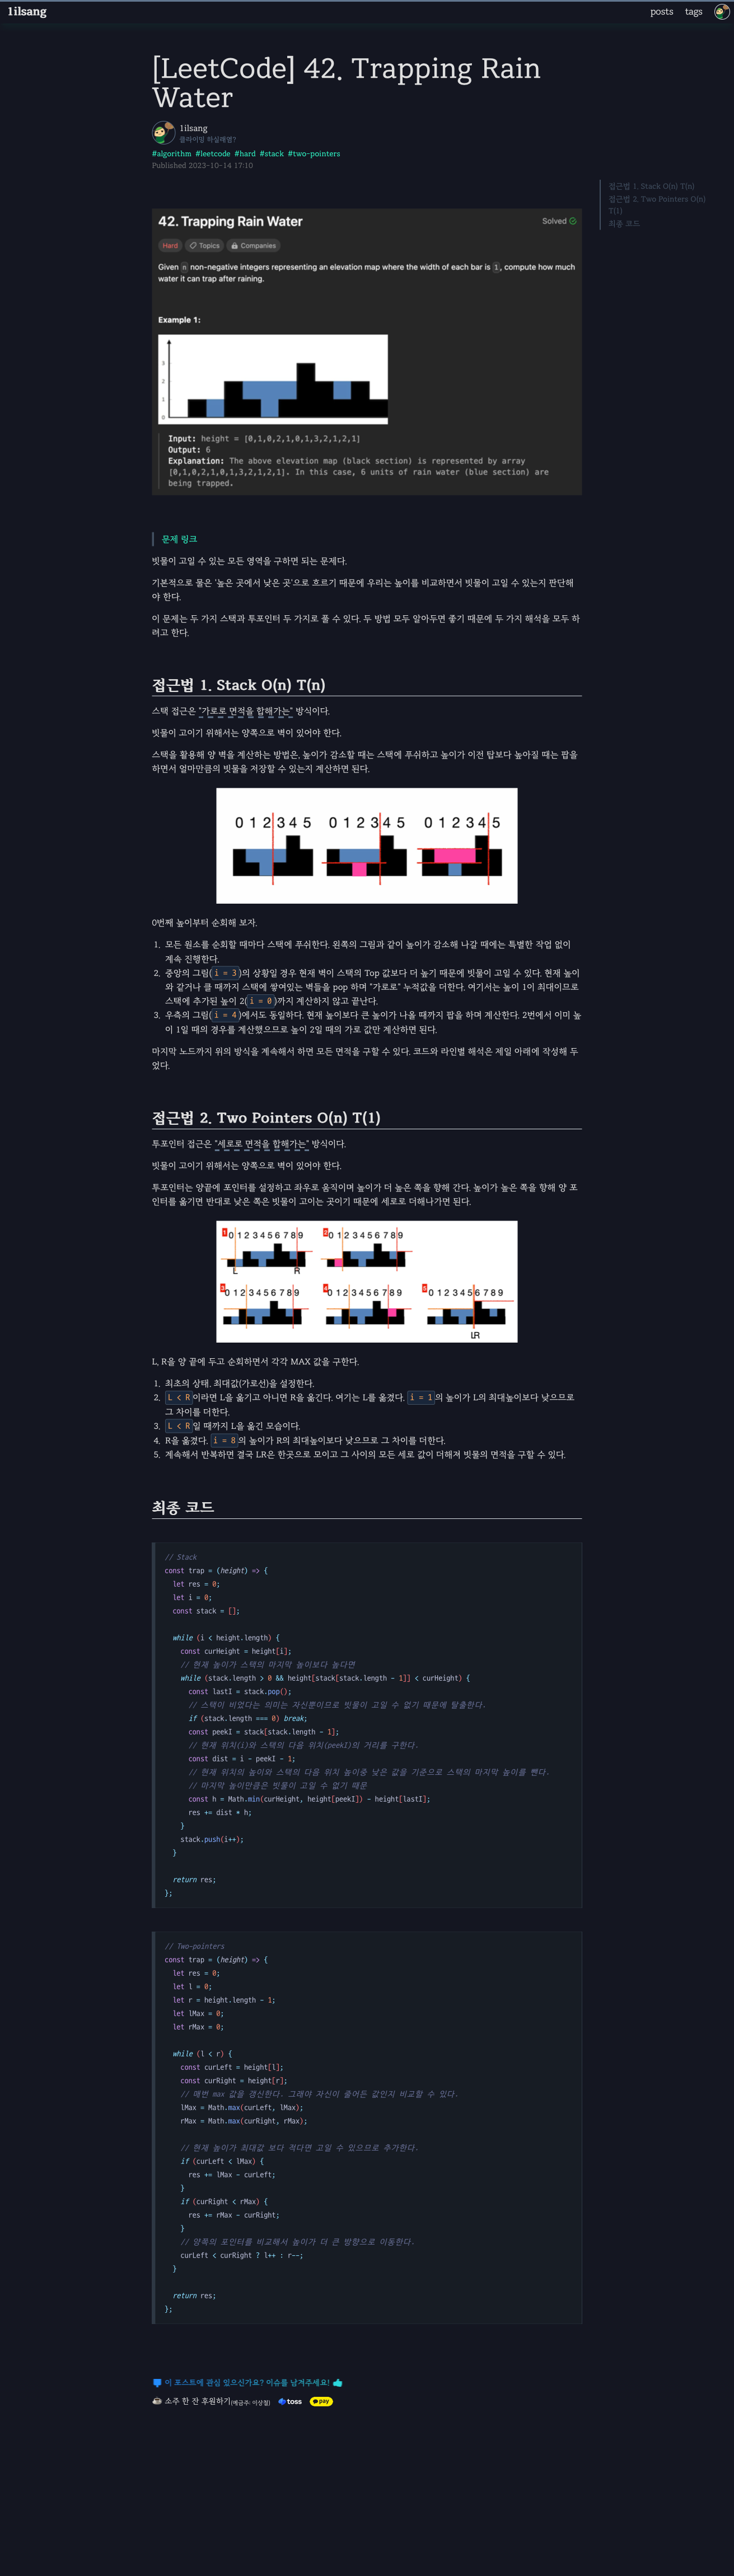 1ilsang
posts tags
[LeetCode] 42. Trapping Rain
Water
1ilsang
클라이밍 하실래염?
#algorithm #leetcode #hard #stack #two-pointers
Published 2023-10-14 17:10
접근법 1. Stack O(n) T(n)
접근법 2. Two Pointers O(n)
T(1)
최종 코드
42. Trapping Rain Water
Solved
Hard Topics Companies
Given n non-negative integers representing an elevation map where the width of each bar is 1, compute how much
water it can trap after raining.
Example 1:
3
2
1
0
Input: height = [0,1,0,2,1,0,1,3,2,1,2,1]
Output: 6
Explanation: The above elevation map (black section) is represented by array
[0,1,0,2,1,0,1,3,2,1,2,1]. In this case, 6 units of rain water (blue section) are
being trapped.
문제 링크
빗물이 고일 수 있는 모든 영역을 구하면 되는 문제다.
기본적으로 물은 '높은 곳에서 낮은 곳'으로 흐르기 때문에 우리는 높이를 비교하면서 빗물이 고일 수 있는지 판단해
야 한다.
이 문제는 두 가지 스택과 투포인터 두 가지로 풀 수 있다. 두 방법 모두 알아두면 좋기 때문에 두 가지 해석을 모두 하
려고 한다.
접근법 1. Stack O(n) T(n)
스택 접근은 "가로로 면적을 합해가는" 방식이다.
빗물이 고이기 위해서는 양쪽으로 벽이 있어야 한다.
스택을 활용해 양 벽을 계산하는 방법은, 높이가 감소할 때는 스택에 푸쉬하고 높이가 이전 탑보다 높아질 때는 팝을
하면서 얼마만큼의 빗물을 저장할 수 있는지 계산하면 된다.
0 1 2 3 4 5 0 1 2 3 4 5 0 1 2 3 4 5
0번째 높이부터 순회해 보자.
1. 모든 원소를 순회할 때마다 스택에 푸쉬한다. 왼쪽의 그림과 같이 높이가 감소해 나갈 때에는 특별한 작업 없이
계속 진행한다.
2. 중앙의 그림(i = 3)의 상황일 경우 현재 벽이 스택의 Top 값보다 더 높기 때문에 빗물이 고일 수 있다. 현재 높이
와 같거나 클 때까지 스택에 쌓여있는 벽들을 pop 하며 "가로로" 누적값을 더한다. 여기서는 높이 1이 최대이므로
스택에 추가된 높이 2(i = 0)까지 계산하지 않고 끝난다.
3. 우측의 그림(i = 4)에서도 동일하다. 현재 높이보다 큰 높이가 나올 때까지 팝을 하며 계산한다. 2번에서 이미 높
이 1일 때의 경우를 계산했으므로 높이 2일 때의 가로 값만 계산하면 된다.
마지막 노드까지 위의 방식을 계속해서 하면 모든 면적을 구할 수 있다. 코드와 라인별 해석은 제일 아래에 작성해 두
었다.
접근법 2. Two Pointers O(n) T(1)
투포인터 접근은 "세로로 면적을 합해가는" 방식이다.
빗물이 고이기 위해서는 양쪽으로 벽이 있어야 한다.
투포인터는 양끝에 포인터를 설정하고 좌우로 움직이며 높이가 더 높은 쪽을 향해 간다. 높이가 높은 쪽을 향해 양 포
인터를 옮기면 반대로 낮은 쪽은 빗물이 고이는 곳이기 때문에 세로로 더해나가면 된다.
1 0 1 2 3 4 5 6 7 8 9 2 0 1 2 3 4 5 6 7 8 9
L R
3 0 1 2 3 4 5 6 7 8 9 4 0 1 2 3 4 5 6 7 8 9 5 0 1 2 3 4 5 6 7 8 9
LR
L, R을 양 끝에 두고 순회하면서 각각 MAX 값을 구한다.
1. 최초의 상태. 최대값(가로선)을 설정한다.
2. L < R이라면 L을 옮기고 아니면 R을 옮긴다. 여기는 L를 옮겼다. i = 1의 높이가 L의 최대높이보다 낮으므로
그 차이를 더한다.
3. L < R일 때까지 L을 옮긴 모습이다.
4. R을 옮겼다. i = 8의 높이가 R의 최대높이보다 낮으므로 그 차이를 더한다.
5. 계속해서 반복하면 결국 LR은 한곳으로 모이고 그 사이의 모든 세로 값이 더해져 빗물의 면적을 구할 수 있다.
최종 코드
// Stack
const trap = (height) => {
let res = 0;
let i = 0;
const stack = [];
while (i < height.length) {
const curHeight = height[i];
// 현재 높이가 스택의 마지막 높이보다 높다면
while (stack.length > 0 && height[stack[stack.length - 1]] < curHeight) {
const lastI = stack.pop();
// 스택이 비었다는 의미는 자신뿐이므로 빗물이 고일 수 없기 때문에 탈출한다.
if (stack.length === 0) break;
const peekI = stack[stack.length - 1];
// 현재 위치(i)와 스택의 다음 위치(peekI)의 거리를 구한다.
const dist = i - peekI - 1;
// 현재 위치의 높이와 스택의 다음 위치 높이중 낮은 값을 기준으로 스택의 마지막 높이를 뺀다.
// 마지막 높이만큼은 빗물이 고일 수 없기 때문
const h = Math.min(curHeight, height[peekI]) - height[lastI];
res += dist * h;
}
stack.push(i++);
}
return res;
};
// Two-pointers
const trap = (height) => {
let res = 0;
let l = 0;
let r = height.length - 1;
let lMax = 0;
let rMax = 0;
while (l < r) {
const curLeft = height[l];
const curRight = height[r];
// 매번 max 값을 갱신한다. 그래야 자신이 줄어든 값인지 비교할 수 있다.
lMax = Math.max(curLeft, lMax);
rMax = Math.max(curRight, rMax);
// 현재 높이가 최대값 보다 적다면 고일 수 있으므로 추가한다.
if (curLeft < lMax) {
res += lMax - curLeft;
}
if (curRight < rMax) {
res += rMax - curRight;
}
// 양쪽의 포인터를 비교해서 높이가 더 큰 방향으로 이동한다.
curLeft < curRight ? l++ : r--;
}
return res;
};
이 포스트에 관심 있으신가요? 이슈를 남겨주세요!
소주 한 잔 후원하기(예금주: 이상철) toss pay